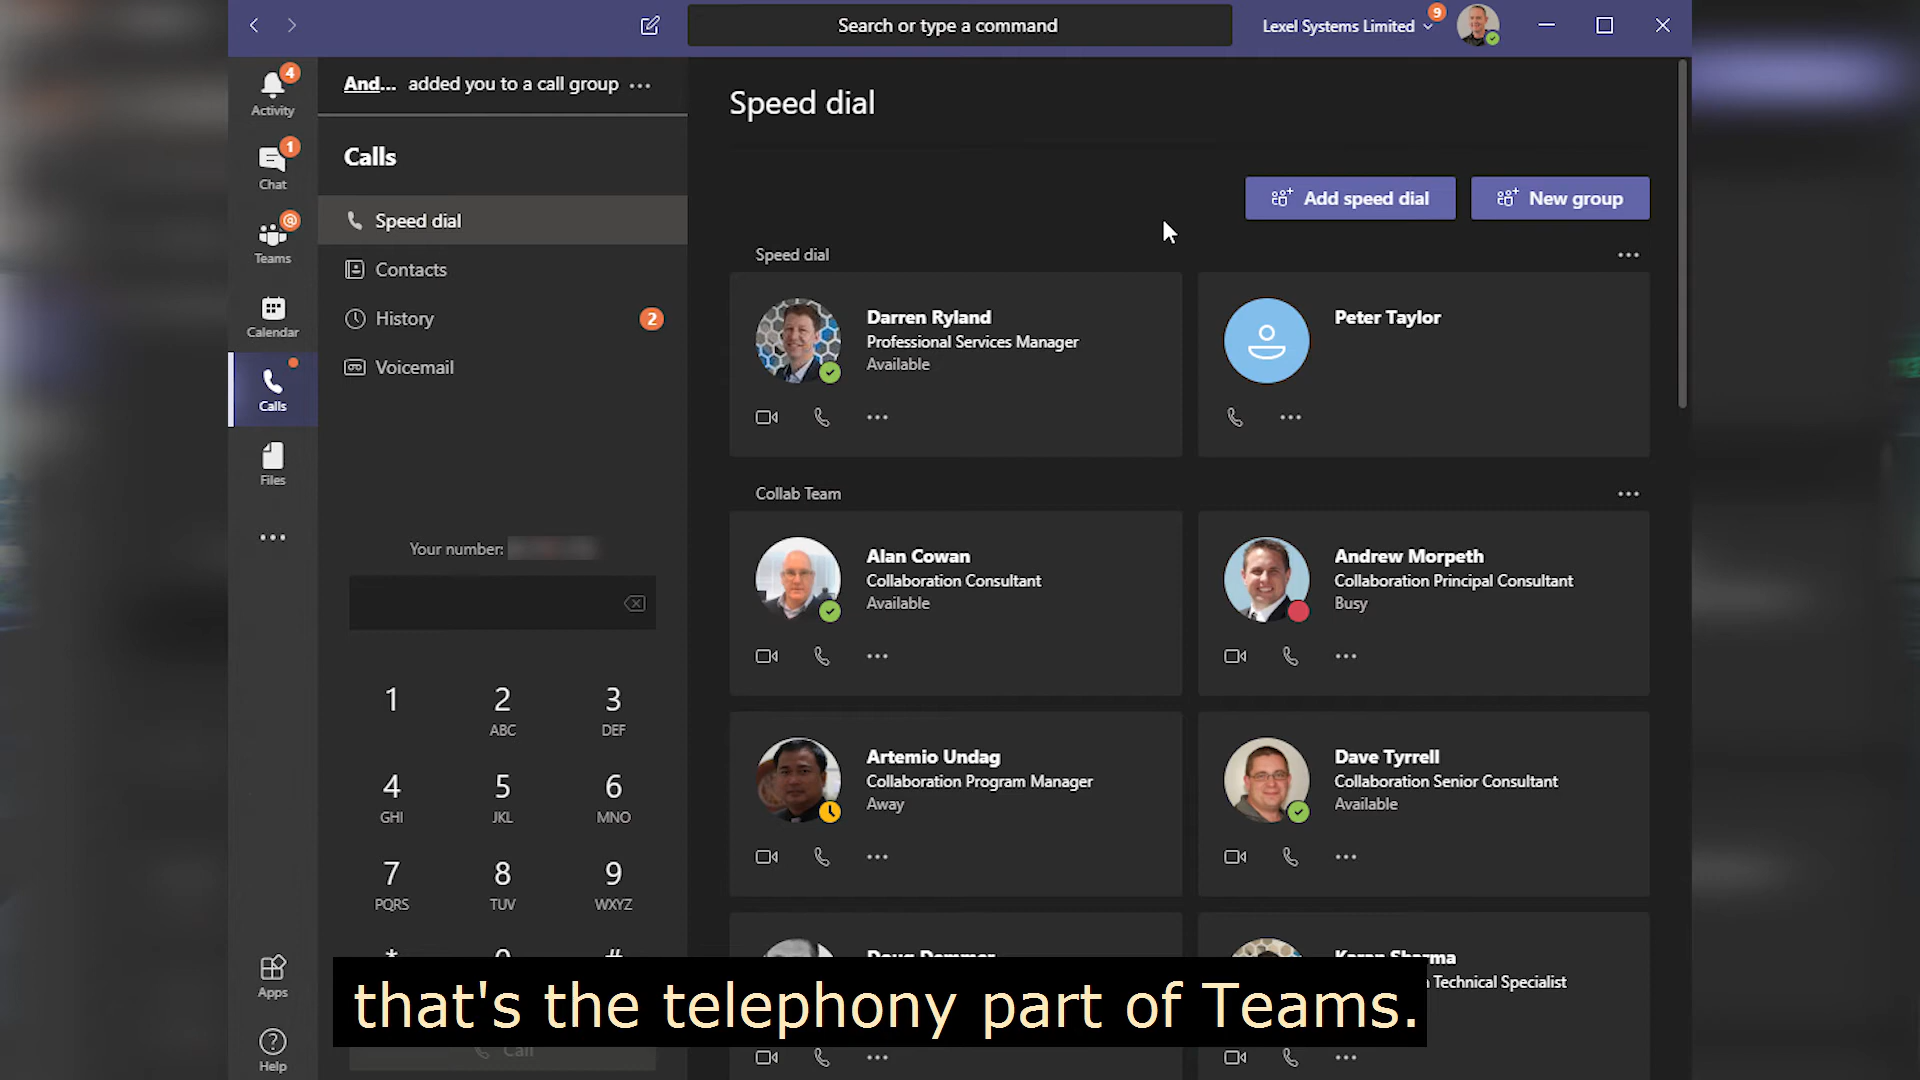 Search or type a command
Lexel Systems Limited
9
4
Activity
And... added you to a call group
1
Chat
Calls
Speed dial
Add speed dial
New group
@
Teams
Speed dial
Contacts
History
2
Voicemail
Calendar
Calls
Files
Speed dial
Darren Ryland
Professional Services Manager
Available
Peter Taylor
Collab Team
Alan Cowan
Collaboration Consultant
Available
Andrew Morpeth
Collaboration Principal Consultant
Busy
Artemio Undag
Collaboration Program Manager
Away
Dave Tyrrell
Collaboration Senior Consultant
Available
Karan Sharma
Technical Specialist
Your number:
1
2
3
ABC
DEF
4
5
6
GHI
JKL
MNO
7
8
9
PQRS
TUV
WXYZ
*
0
#
Call
Apps
Help
that's the telephony part of Teams.